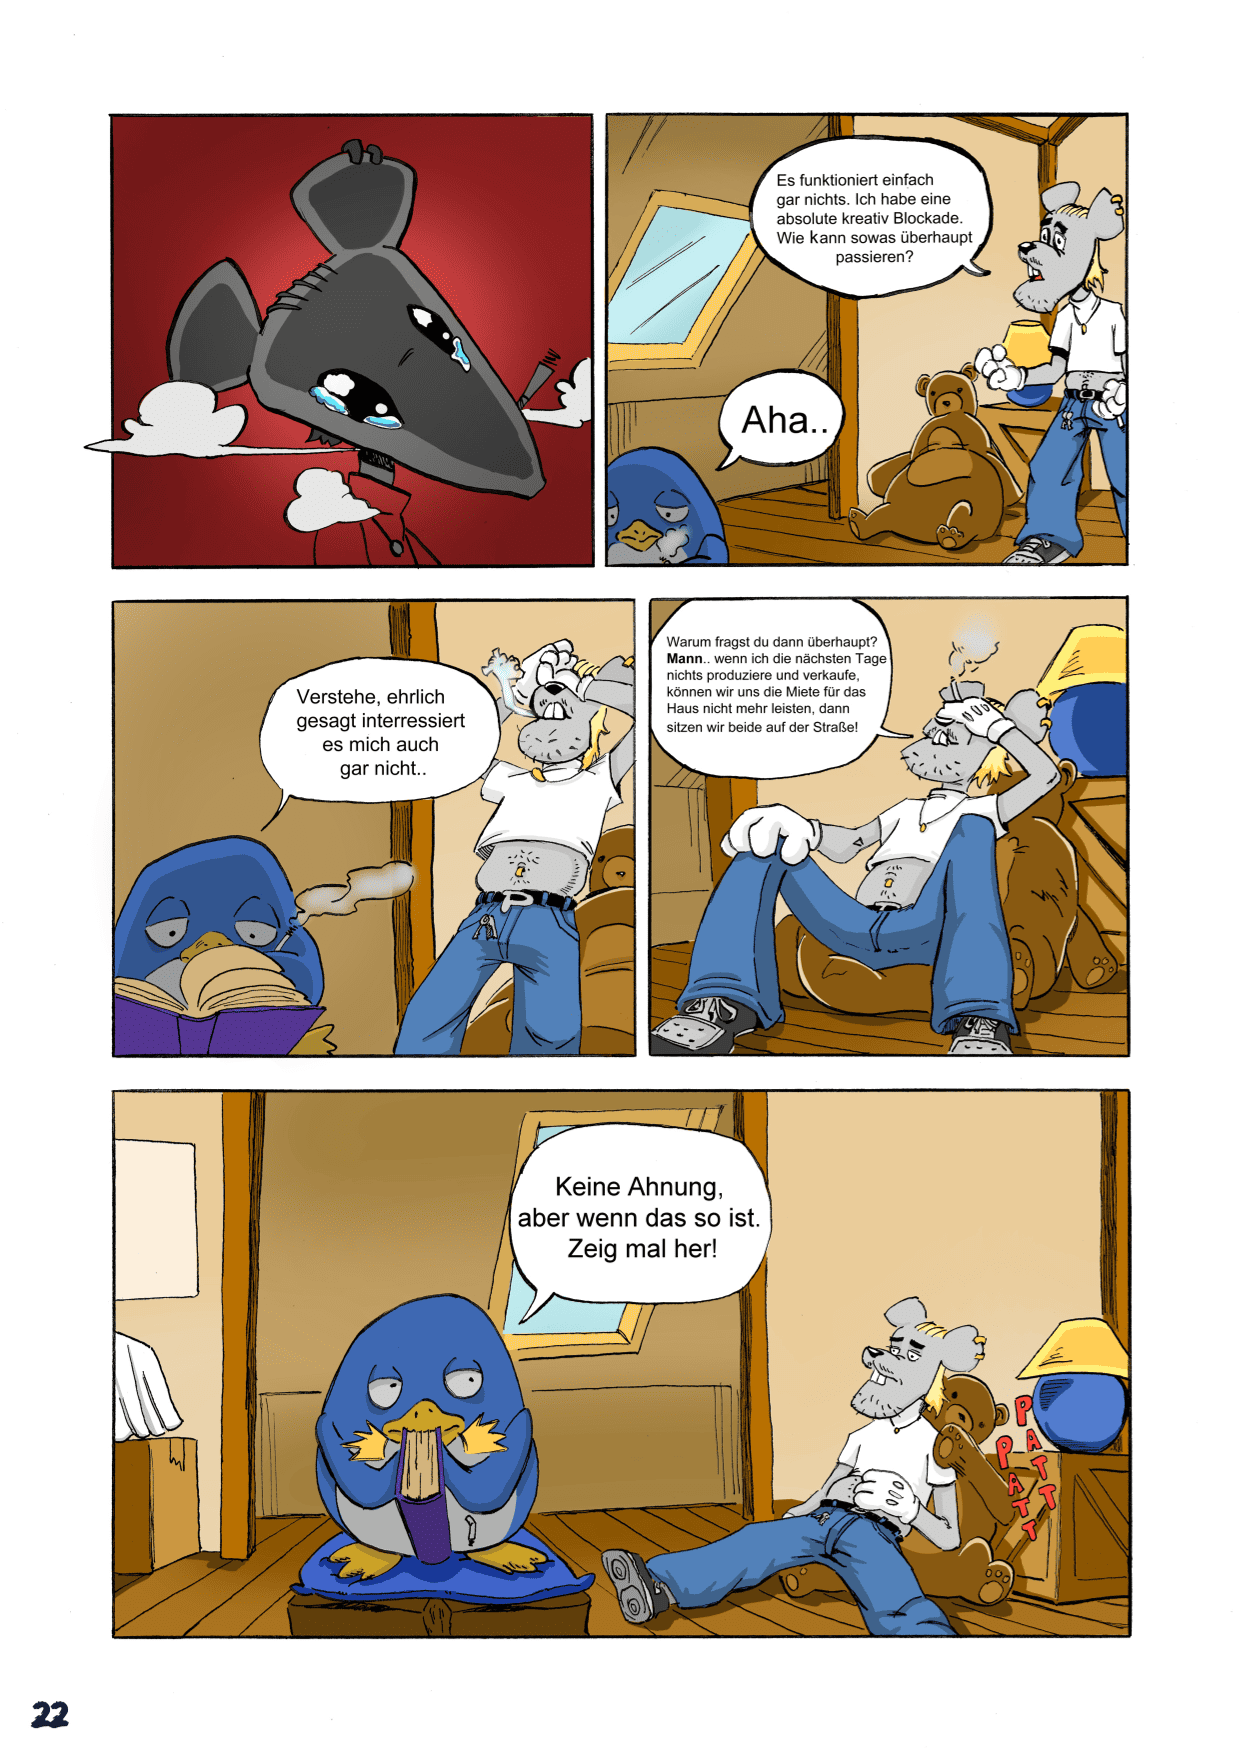 Es funktioniert einfach
gar nichts. Ich habe eine
absolute kreativ Blockade.
Wie kann sowas überhaupt
passieren?
Aha..
Verstehe, ehrlich
gesagt interressiert
es mich auch
gar nicht..
Warum fragst du dann überhaupt?
Mann.. wenn ich die nächsten Tage
nichts produziere und verkaufe,
können wir uns die Miete für das
Haus nicht mehr leisten, dann
sitzen wir beide auf der Straße!
Keine Ahnung,
aber wenn das so ist.
Zeig mal her!
PATT
PATT
22